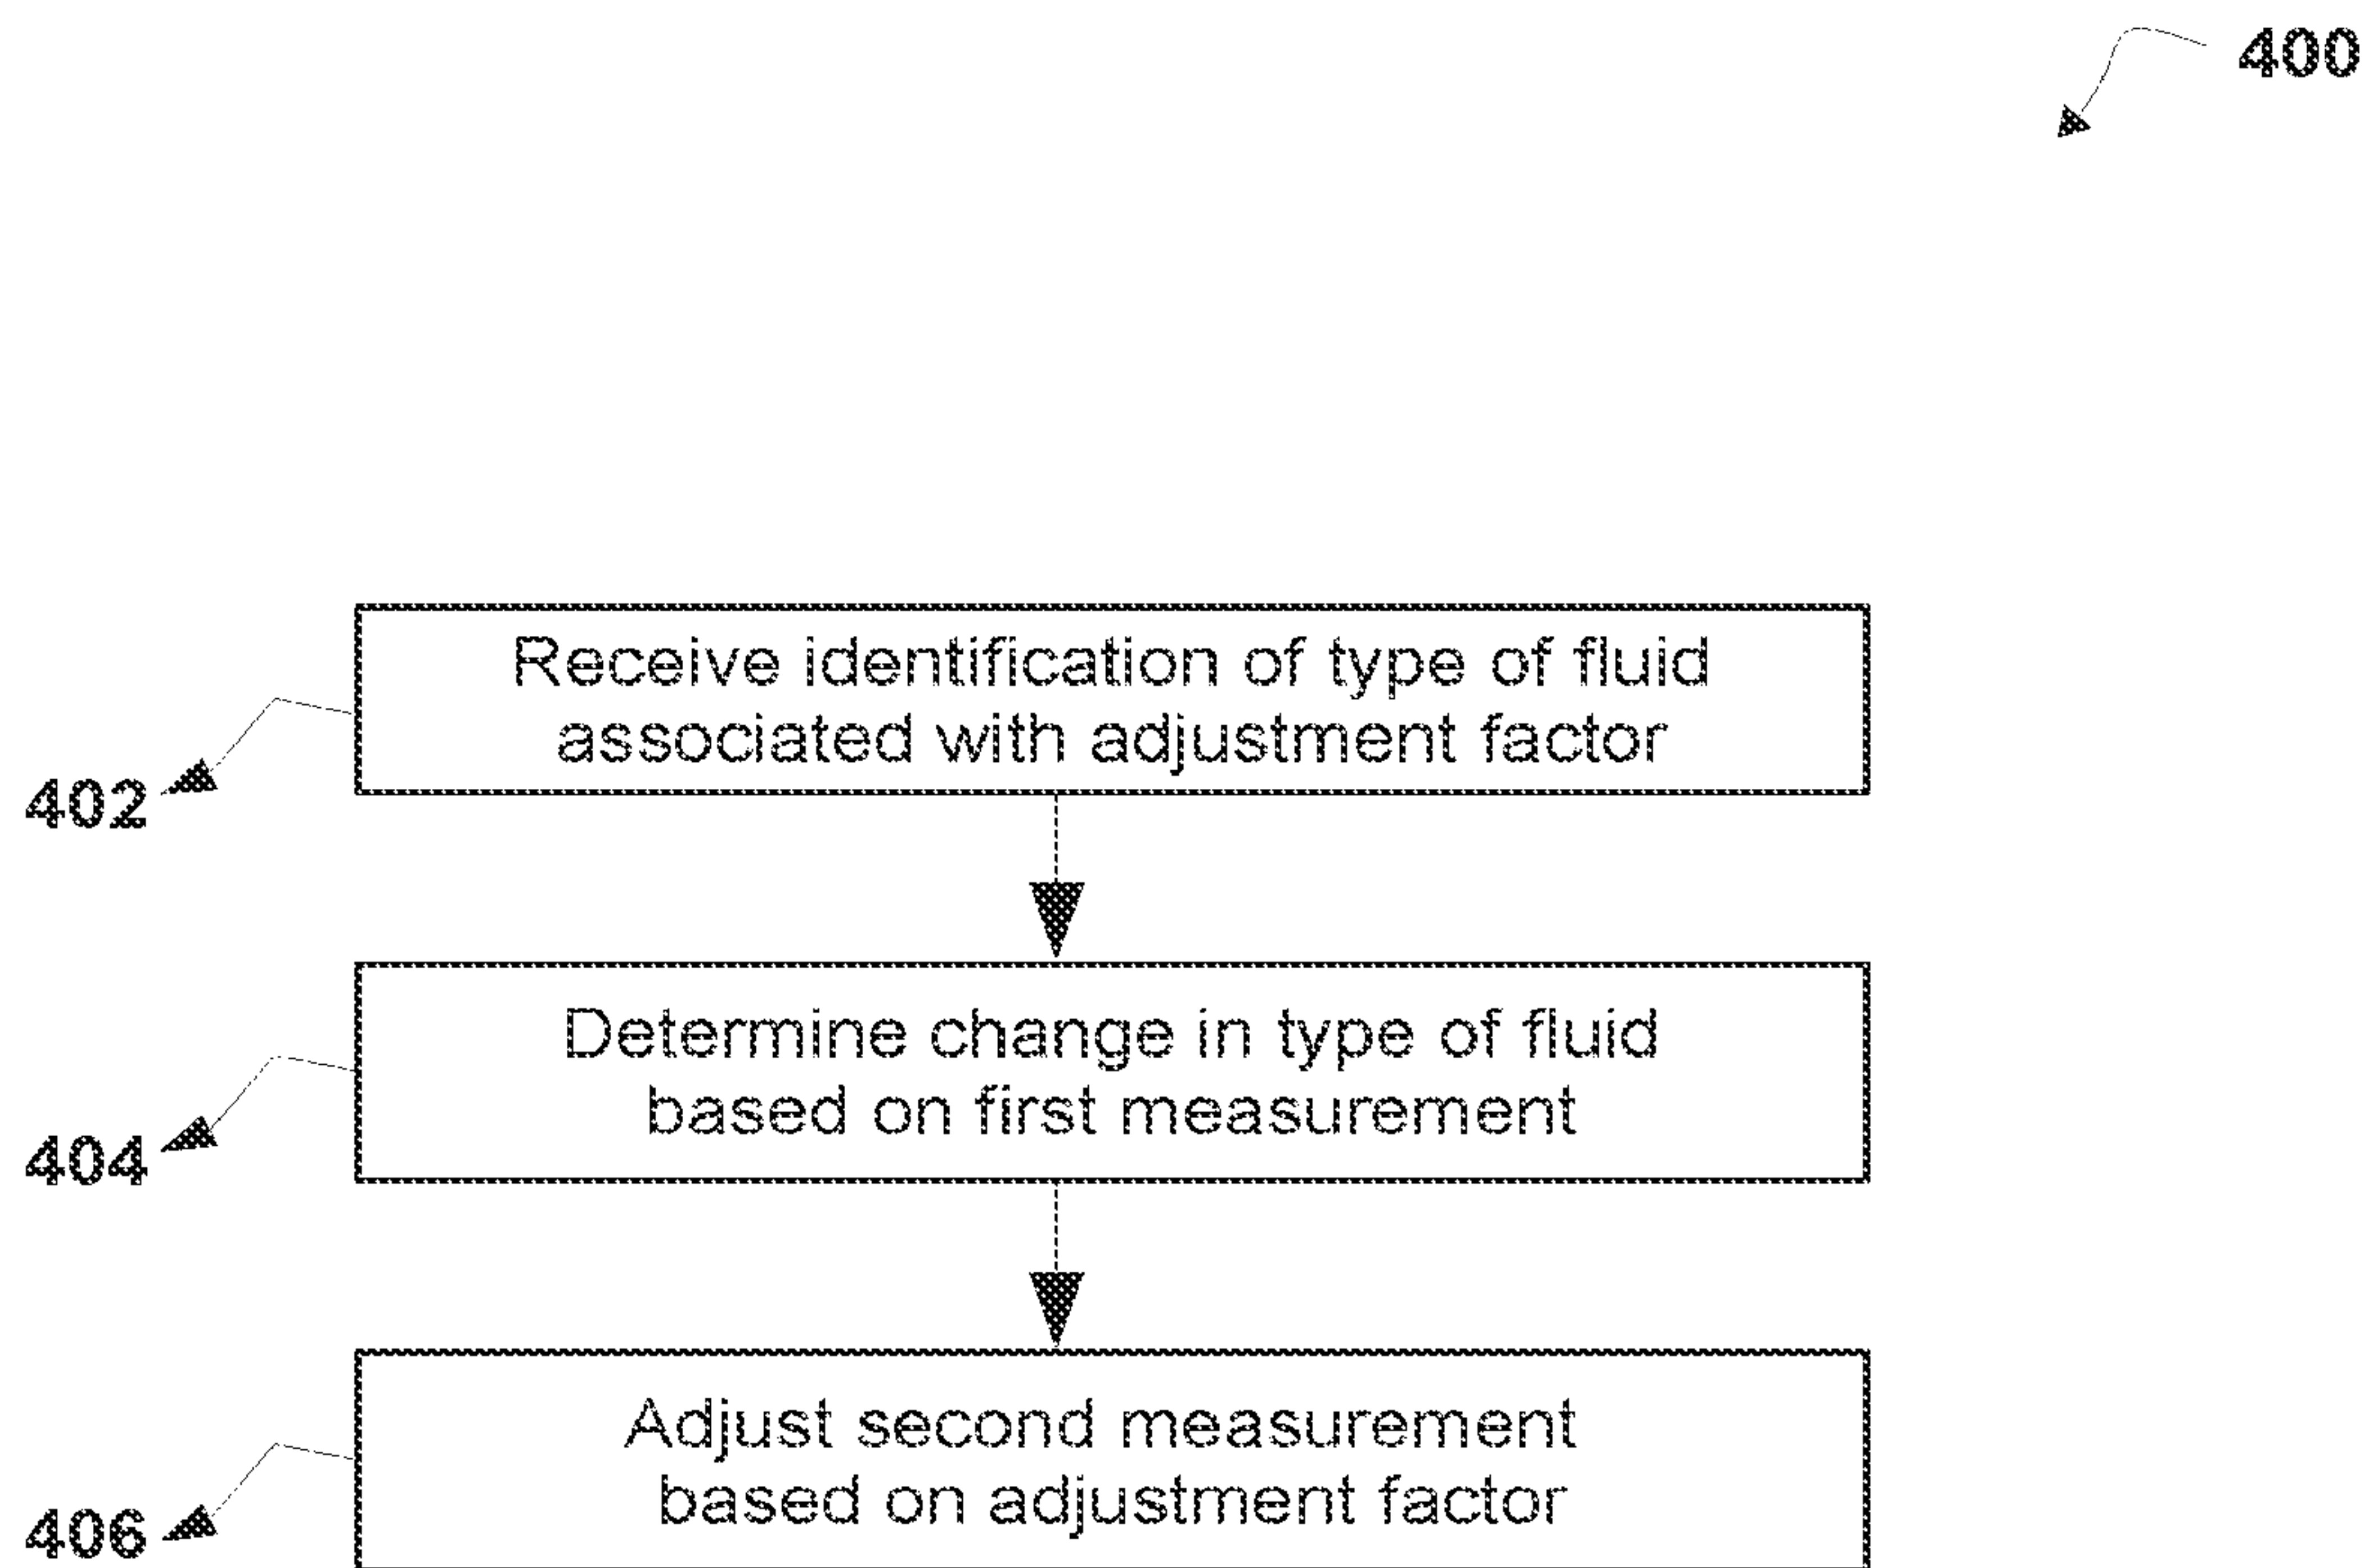 400
Receive identification of type of fluid
associated with adjustment factor
402
Determine change in type of fluid
based on first measurement
404
Adjust second measurement
based on adjustment factor
406